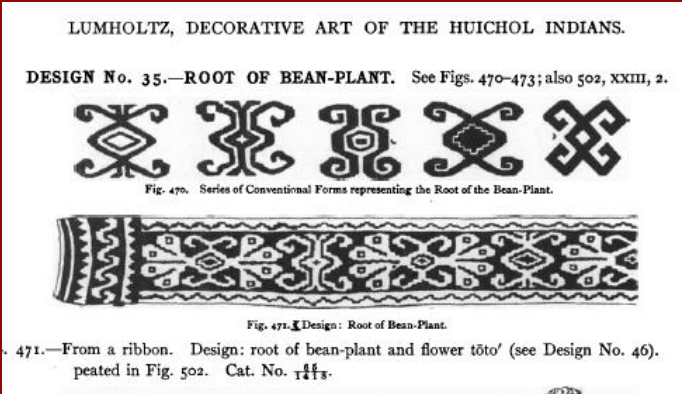 LUMHOLTZ, DECORATIVE ART OF THE HUICHOL INDIANS.
DESIGN No. 35.—ROOT OF BEAN-PLANT. See Figs. 470–473; also 502, XXIII, 2.
Fig. 470. Series of Conventional Forms representing the Root of the Bean-Plant.
Fig. 471. Design: Root of Bean-Plant.
. 471.—From a ribbon. Design: root of bean-plant and flower tōto′ (see Design No. 46).
peated in Fig. 502. Cat. No.